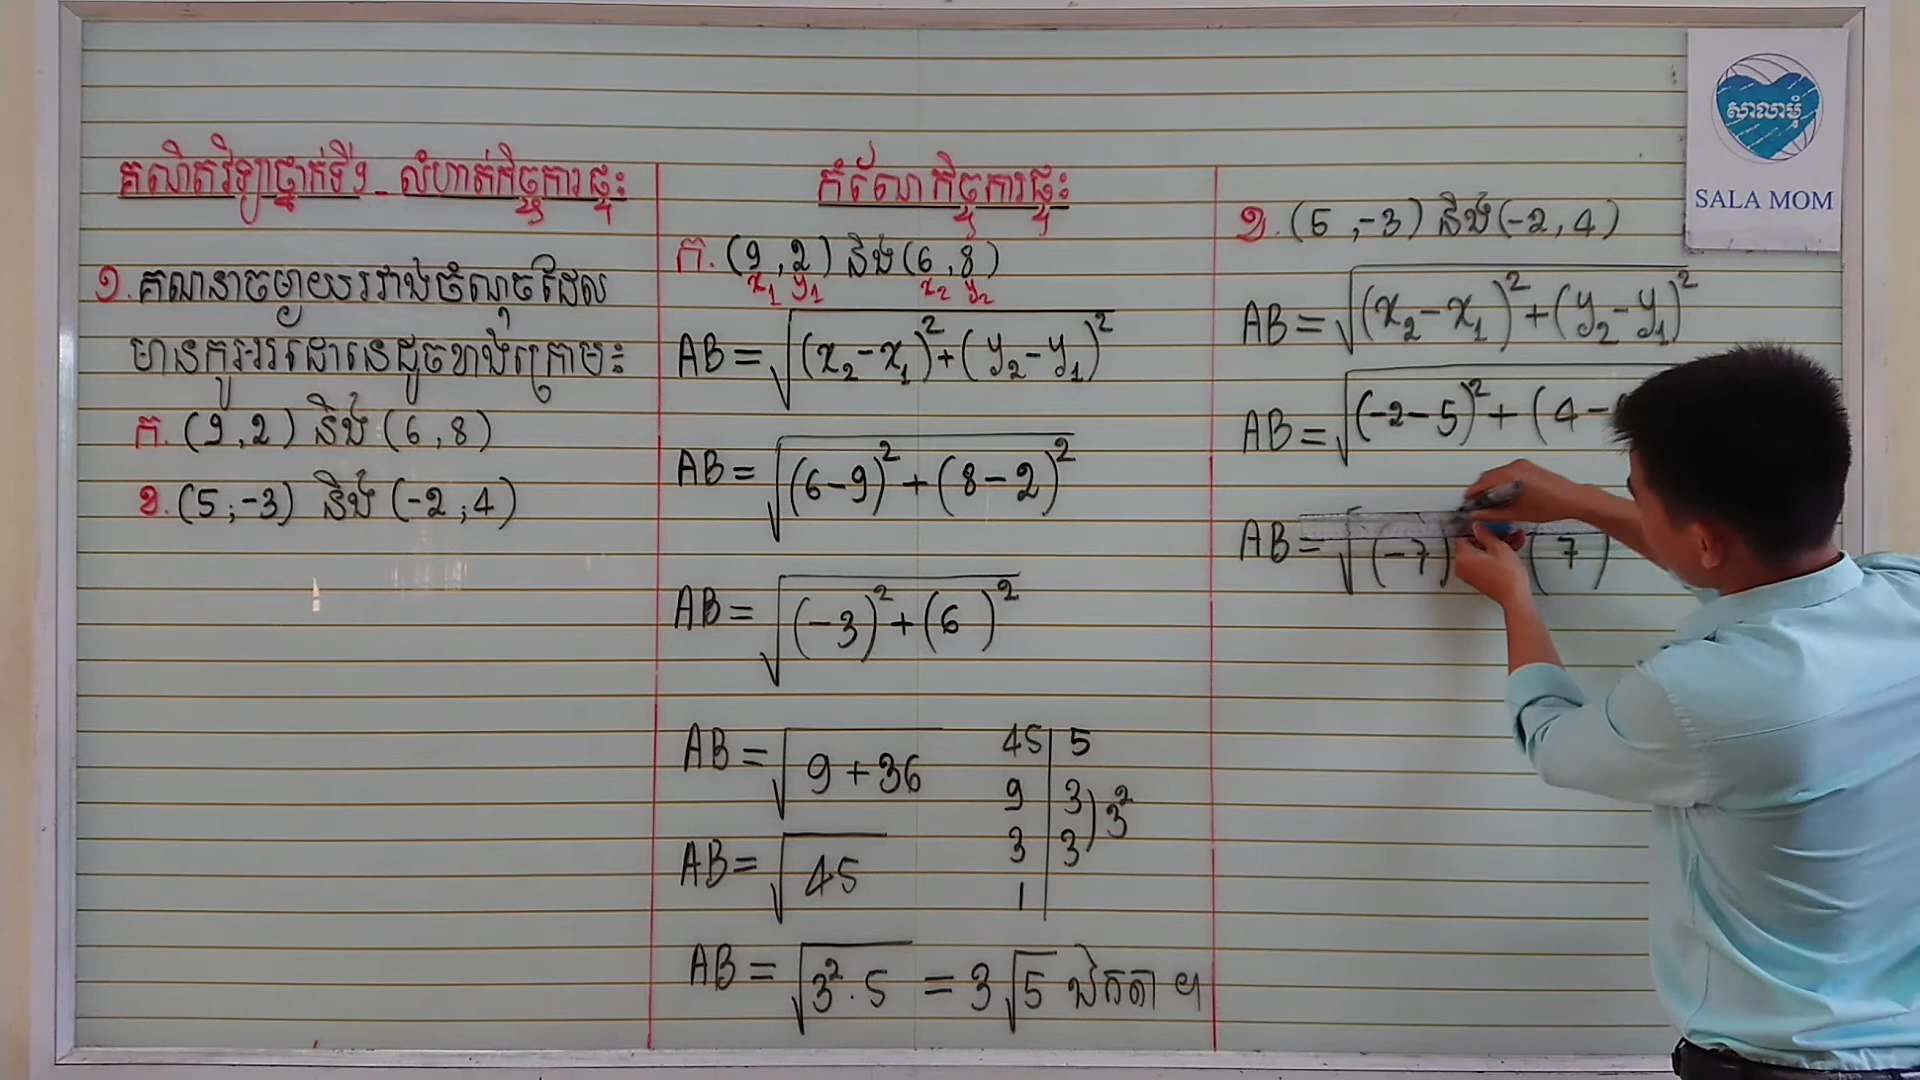 គណិតវិទ្យាថ្នាក់ទី៩ - លំហាត់កិច្ចការផ្ទះ
១. គណនាចម្ងាយរវាងចំណុចដែល
មានកូអរដោនេដូចខាងក្រោម៖
ក. (9,2) និង (6,8)
ខ. (5;-3) និង (-2;4)
កំណែកិច្ចការផ្ទះ
ក. (9,2) និង (6,8)
x₁ y₁ x₂ y₂
AB = √((x₂-x₁)²+(y₂-y₁)²)
AB = √((6-9)²+(8-2)²)
AB = √((-3)²+(6)²)
AB = √(9+36)
AB = √45
AB = √(3².5) = 3√5 ឯកតា ។
45 | 5
9 | 3
3 | 3 ) 3²
1
ខ. (5,-3) និង (-2,4)
AB = √((x₂-x₁)²+(y₂-y₁)²)
AB = √((-2-5)²+(4-
AB = √(-7) (7)
សាលាមុំ
SALA MOM